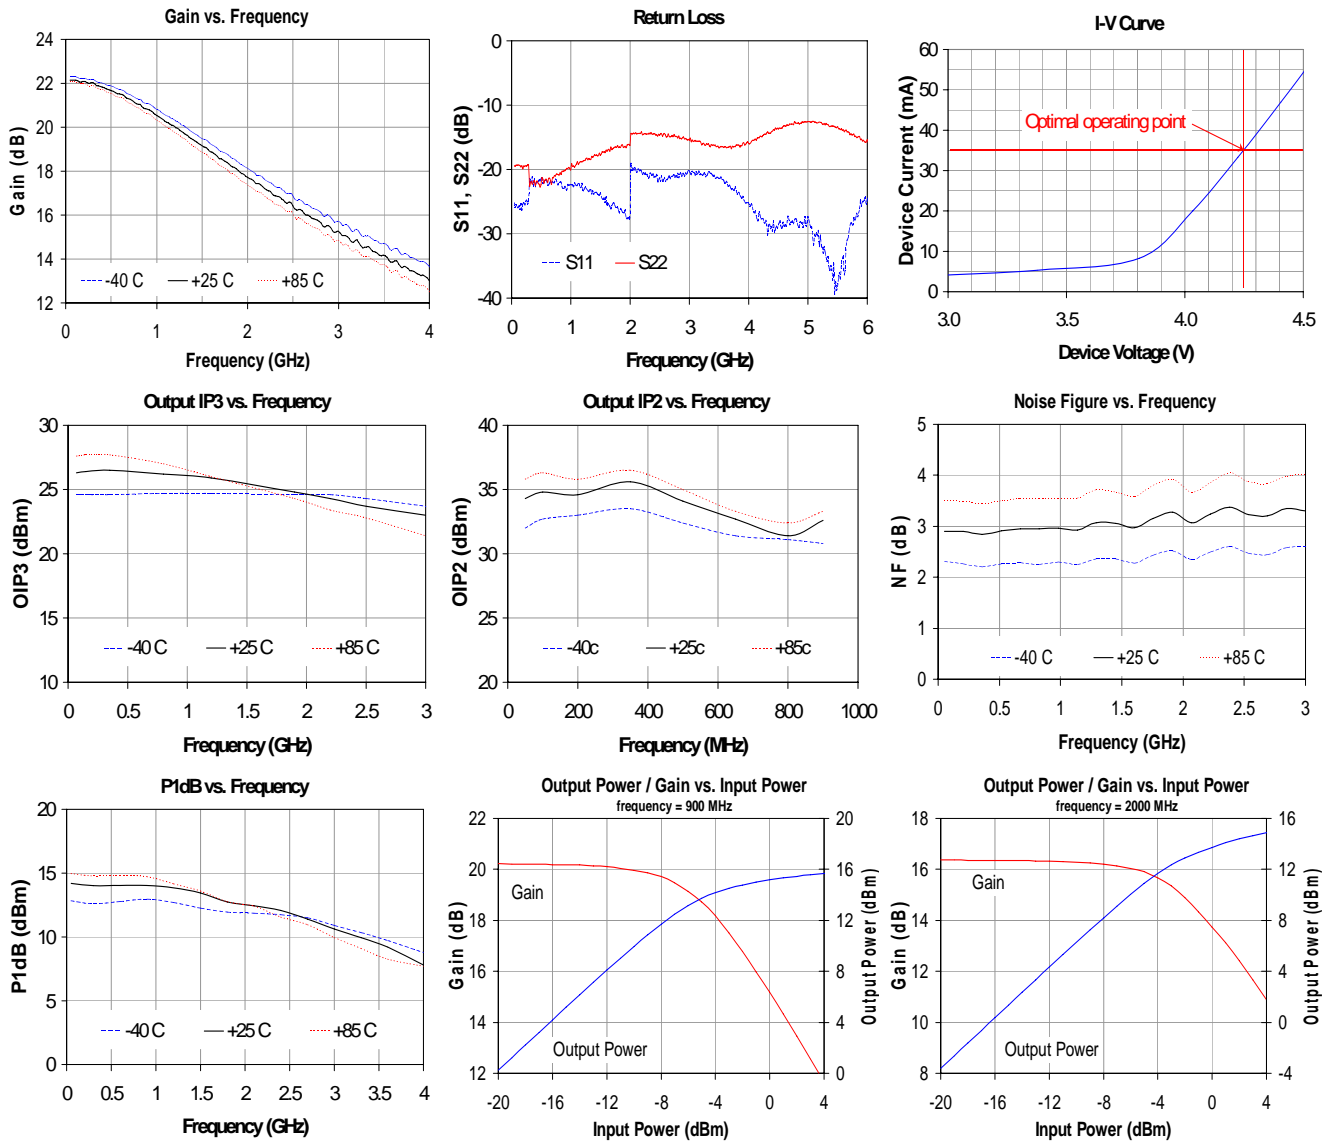 Gain vs. Frequency
24
22
20
18
16
14
12
Gain (dB)
-40 C
+25 C
+85 C
0 1 2 3 4
Frequency (GHz)
Return Loss
0
-10
-20
-30
-40
S11, S22 (dB)
S11
S22
0 1 2 3 4 5 6
Frequency (GHz)
I-V Curve
60
50
40
30
20
10
0
Device Current (mA)
Optimal operating point
3.0 3.5 4.0 4.5
Device Voltage (V)
Output IP3 vs. Frequency
30
25
20
15
10
OIP3 (dBm)
-40 C
+25 C
+85 C
0 0.5 1 1.5 2 2.5 3
Frequency (GHz)
Output IP2 vs. Frequency
40
35
30
25
20
OIP2 (dBm)
-40c
+25c
+85c
0 200 400 600 800 1000
Frequency (MHz)
Noise Figure vs. Frequency
5
4
3
2
1
0
NF (dB)
-40 C
+25 C
+85 C
0 0.5 1 1.5 2 2.5 3
Frequency (GHz)
P1dB vs. Frequency
20
15
10
5
0
P1dB (dBm)
-40 C
+25 C
+85 C
0 0.5 1 1.5 2 2.5 3 3.5 4
Frequency (GHz)
Output Power / Gain vs. Input Power
frequency = 900 MHz
22
20
18
16
14
12
Gain (dB)
Gain
Output Power
20
16
12
8
4
0
Output Power (dBm)
-20 -16 -12 -8 -4 0 4
Input Power (dBm)
Output Power / Gain vs. Input Power
frequency = 2000 MHz
18
16
14
12
10
8
Gain (dB)
Gain
Output Power
16
12
8
4
0
-4
Output Power (dBm)
-20 -16 -12 -8 -4 0 4
Input Power (dBm)